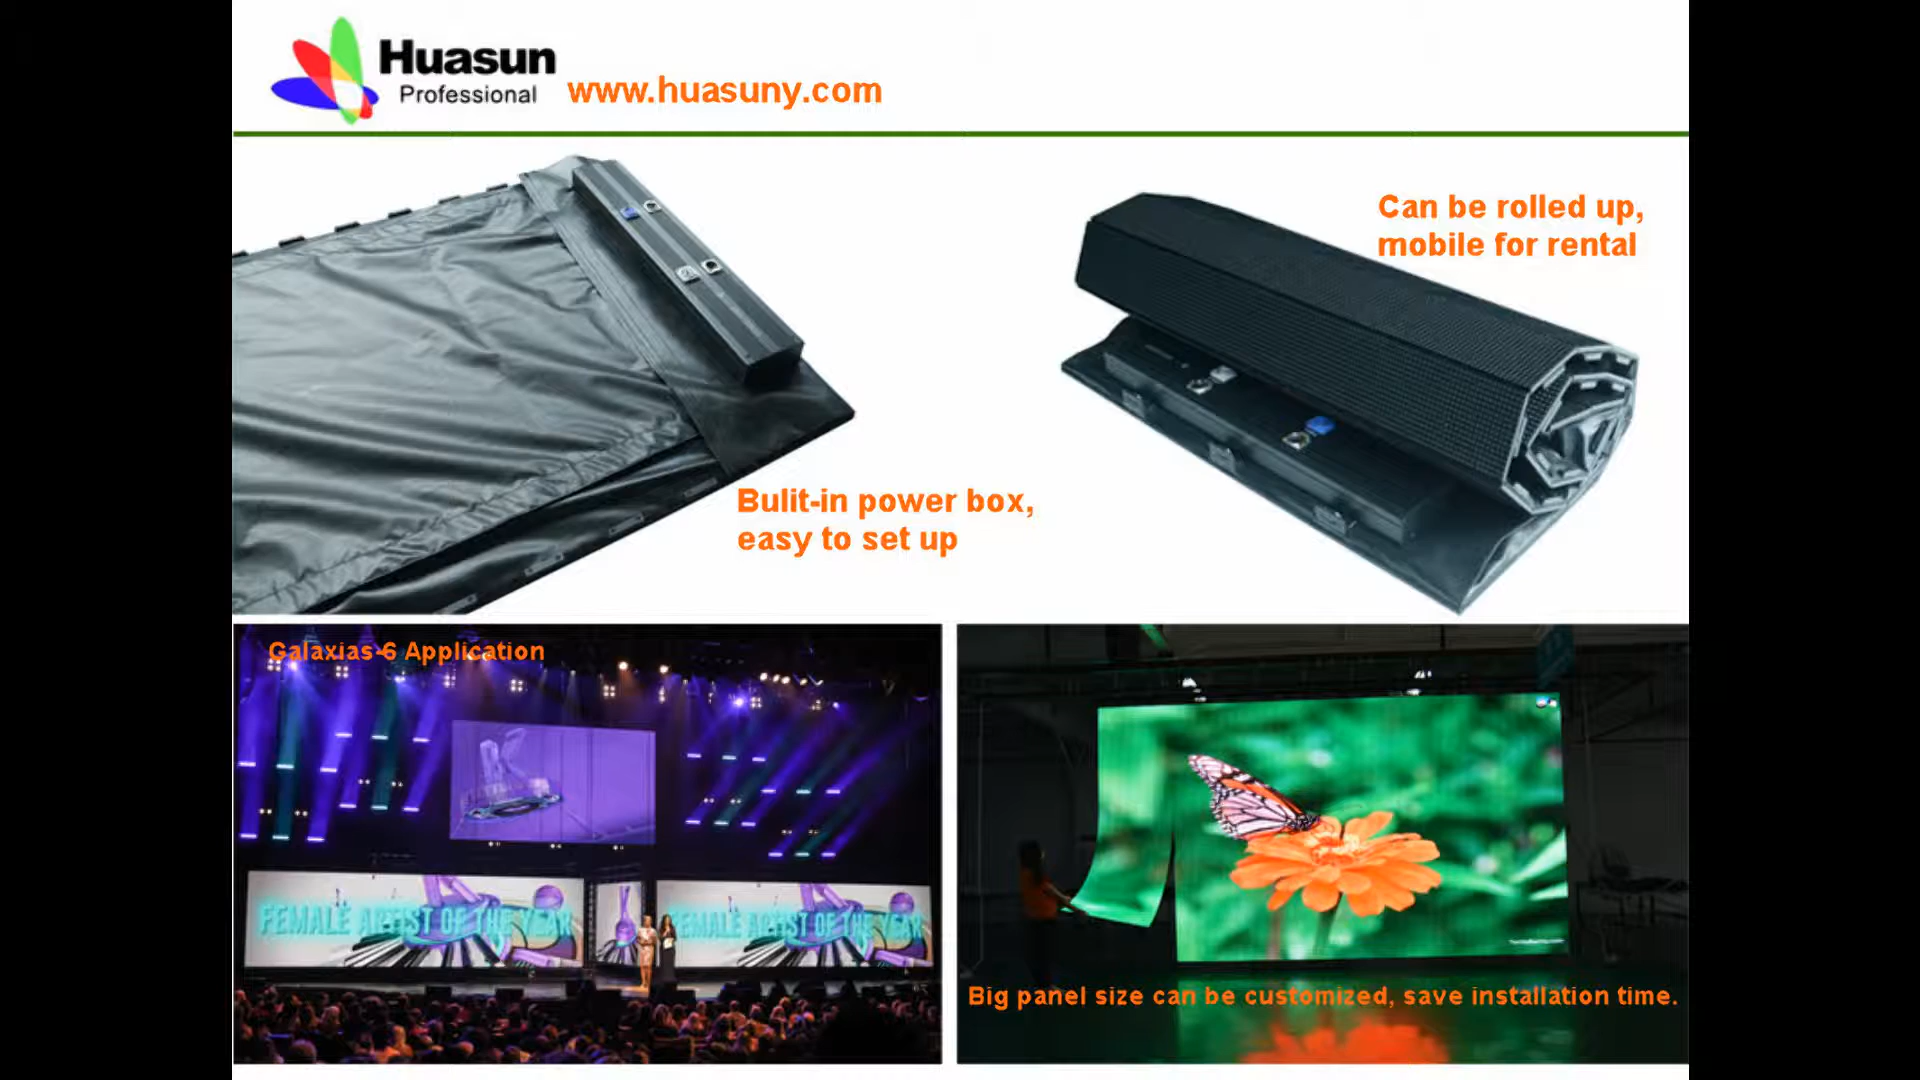 Huasun
Professional
www.huasuny.com
Can be rolled up,
mobile for rental
Bulit-in power box,
easy to set up
Galaxias-6 Application
FEMALE ARTIST OF THE YEAR
FEMALE ARTIST OF THE YEAR
Big panel size can be customized, save installation time.